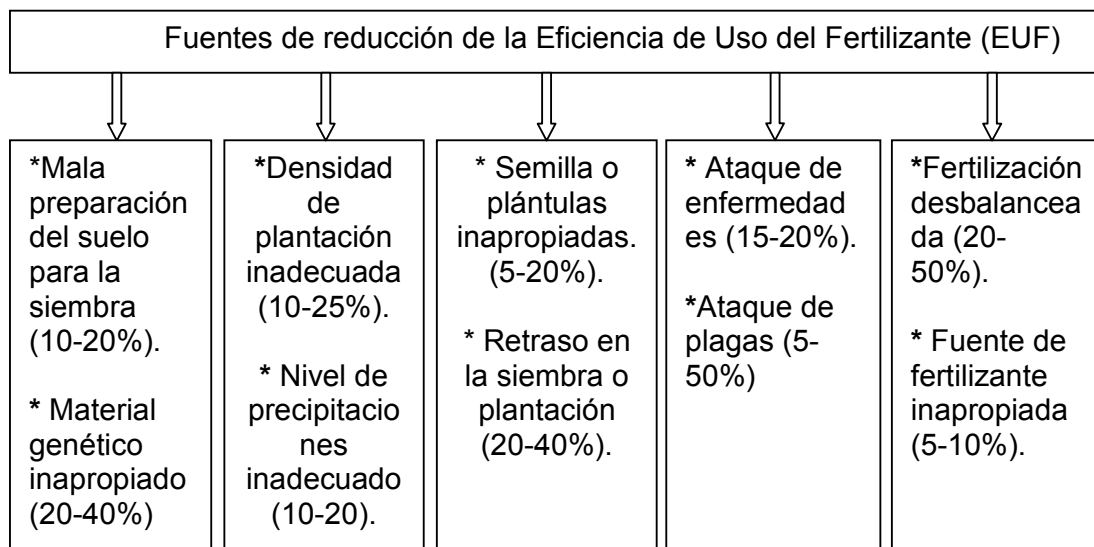 Fuentes de reducción de la Eficiencia de Uso del Fertilizante (EUF)
*Mala
preparación
del suelo
para la
siembra
(10-20%).
* Material
genético
inapropiado
(20-40%)
*Densidad
de
plantación
inadecuada
(10-25%).
* Nivel de
precipitacio
nes
inadecuado
(10-20).
* Semilla o
plántulas
inapropiadas.
(5-20%).
* Retraso en
la siembra o
plantación
(20-40%).
* Ataque de
enfermedad
es (15-20%).
*Ataque de
plagas (5-
50%)
*Fertilización
desbalancea
da (20-
50%).
* Fuente de
fertilizante
inapropiada
(5-10%).